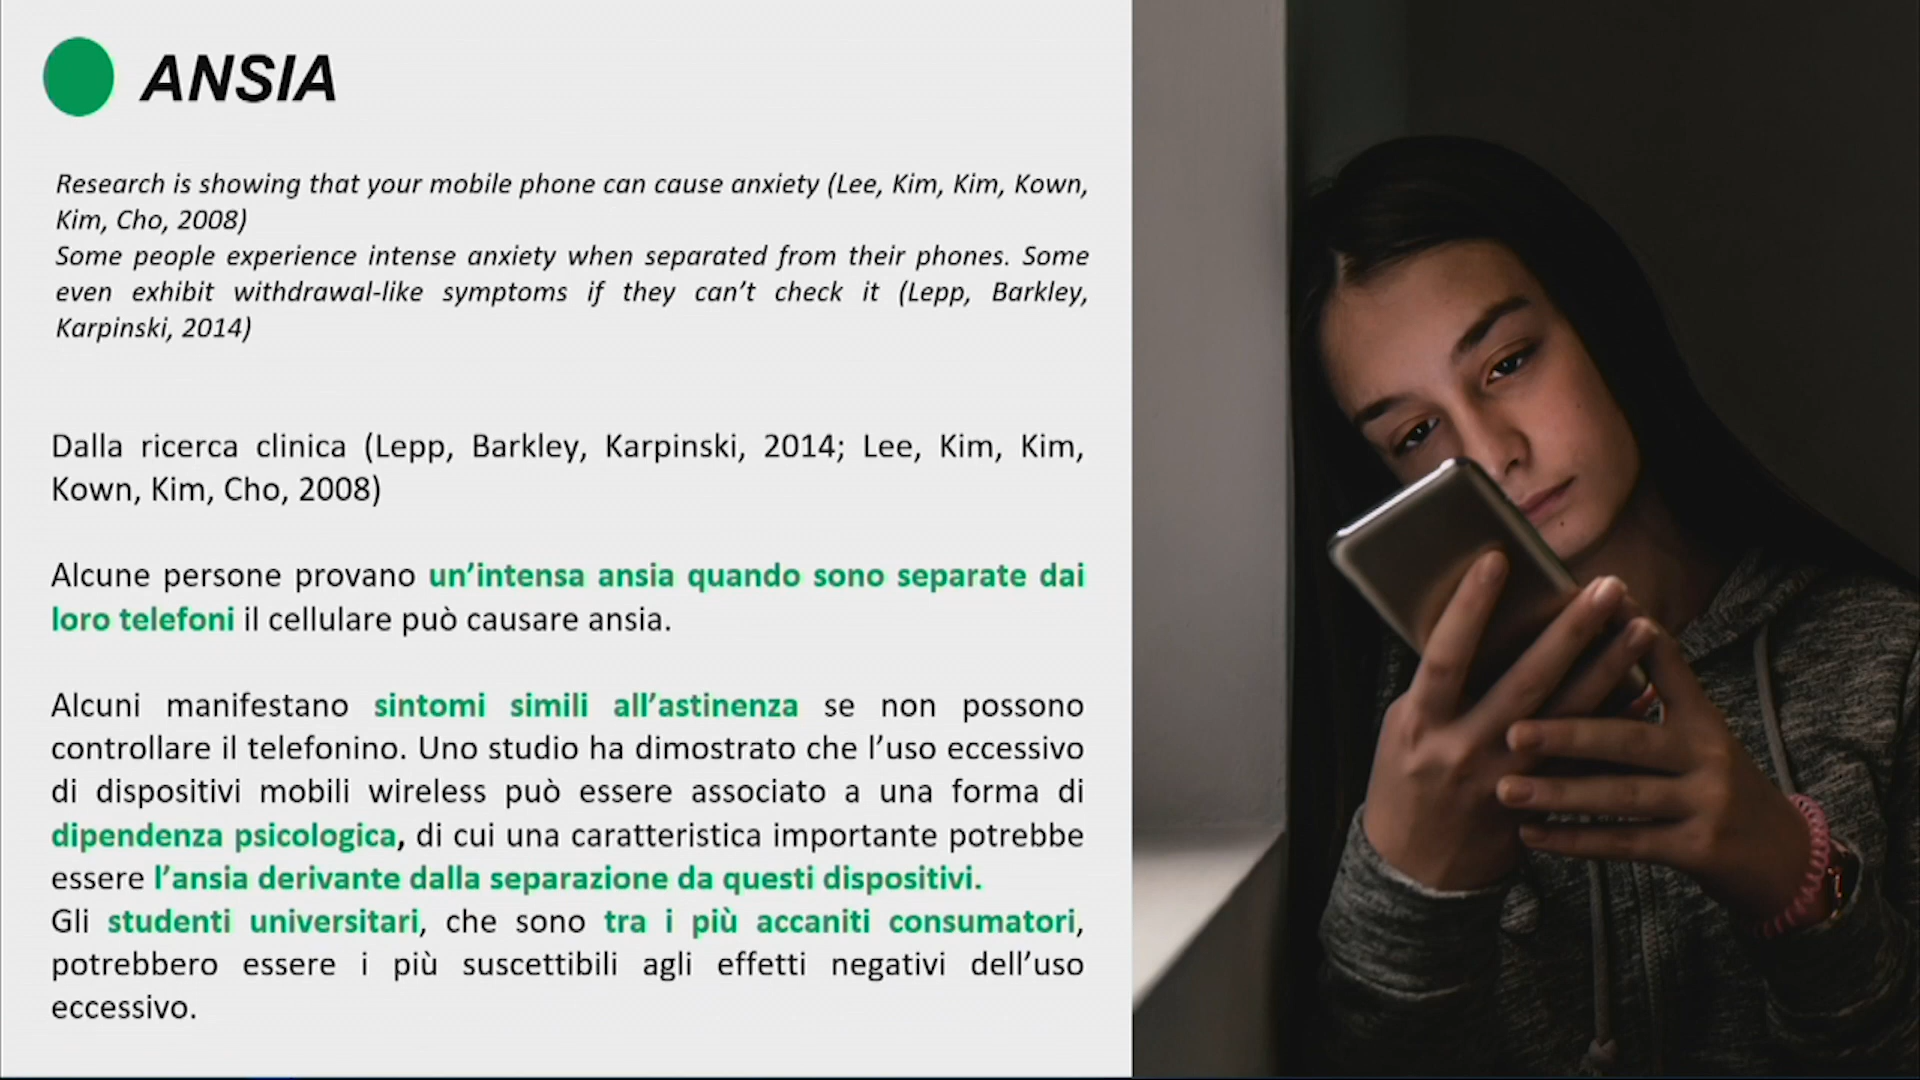 ANSIA
Research is showing that your mobile phone can cause anxiety (Lee, Kim, Kim, Kown,
Kim, Cho, 2008)
Some people experience intense anxiety when separated from their phones. Some
even exhibit withdrawal-like symptoms if they can’t check it (Lepp, Barkley,
Karpinski, 2014)
Dalla ricerca clinica (Lepp, Barkley, Karpinski, 2014; Lee, Kim, Kim,
Kown, Kim, Cho, 2008)
Alcune persone provano un’intensa ansia quando sono separate dai
loro telefoni il cellulare può causare ansia.
Alcuni manifestano sintomi simili all’astinenza se non possono
controllare il telefonino. Uno studio ha dimostrato che l’uso eccessivo
di dispositivi mobili wireless può essere associato a una forma di
dipendenza psicologica, di cui una caratteristica importante potrebbe
essere l’ansia derivante dalla separazione da questi dispositivi.
Gli studenti universitari, che sono tra i più accaniti consumatori,
potrebbero essere i più suscettibili agli effetti negativi dell’uso
eccessivo.